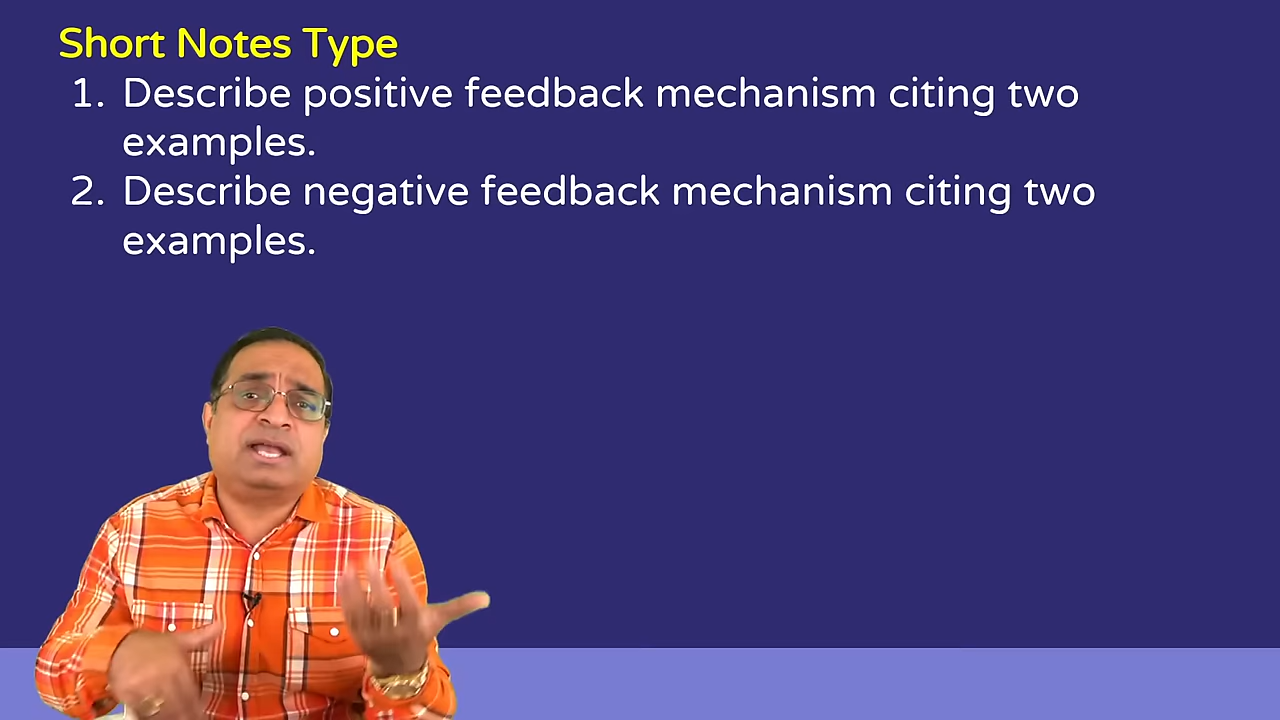 Short Notes Type
1. Describe positive feedback mechanism citing two
examples.
2. Describe negative feedback mechanism citing two
examples.